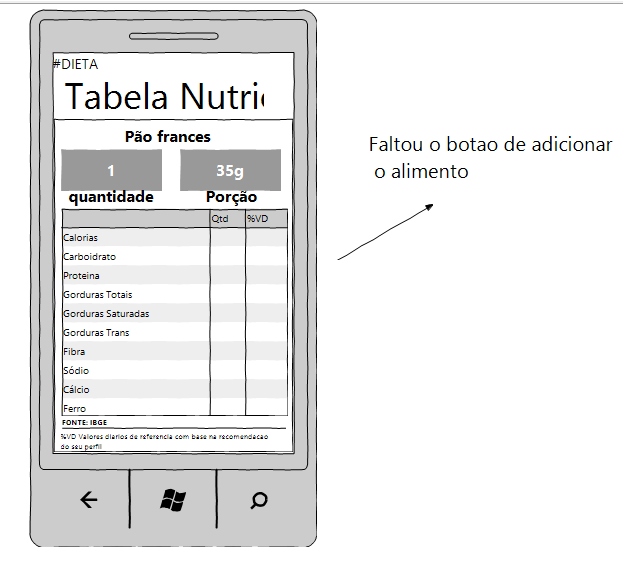 #DIETA
Tabela Nutric
Pão frances
1 35g
quantidade Porção
Qtd %VD
Calorias
Carboidrato
Proteina
Gorduras Totais
Gorduras Saturadas
Gorduras Trans
Fibra
Sódio
Cálcio
Ferro
FONTE: IBGE
%VD Valores diarios de referencia com base na recomendacao
do seu perfil
Faltou o botao de adicionar
o alimento